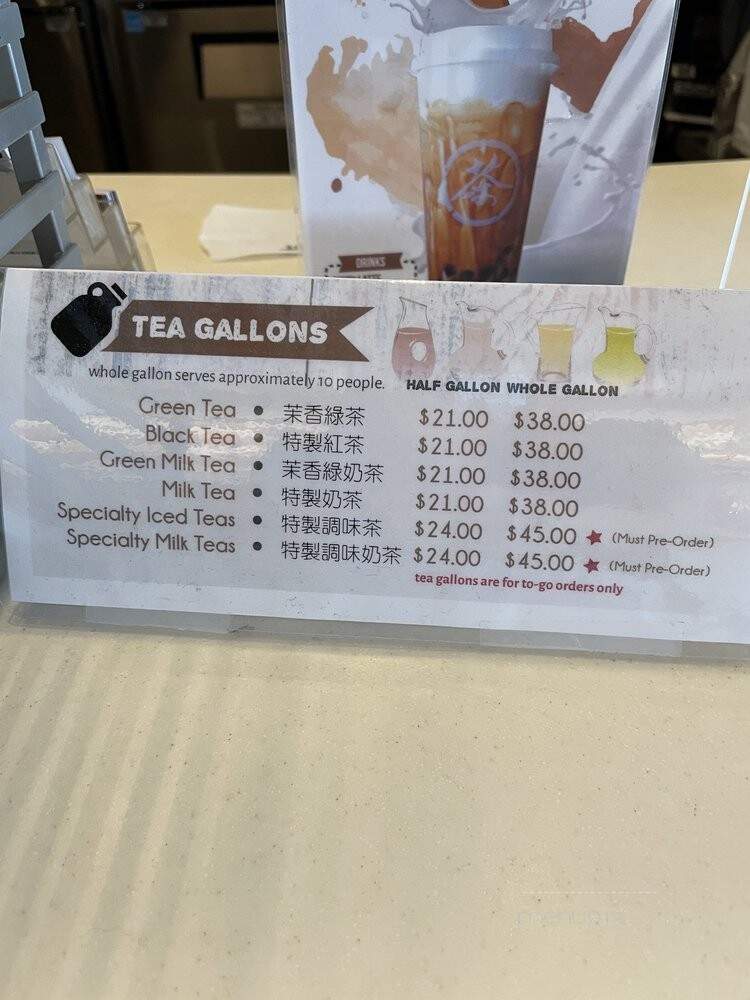 茶
DRINKS
TEA GALLONS
whole gallon serves approximately 10 people.
HALF GALLON WHOLE GALLON
Green Tea • 茉香綠茶 $21.00 $38.00
Black Tea • 特製紅茶 $21.00 $38.00
Green Milk Tea • 茉香綠奶茶 $21.00 $38.00
Milk Tea • 特製奶茶 $21.00 $38.00
Specialty Iced Teas • 特製調味茶 $24.00 $45.00 ★ (Must Pre-Order)
Specialty Milk Teas • 特製調味奶茶 $24.00 $45.00 ★ (Must Pre-Order)
tea gallons are for to-go orders only